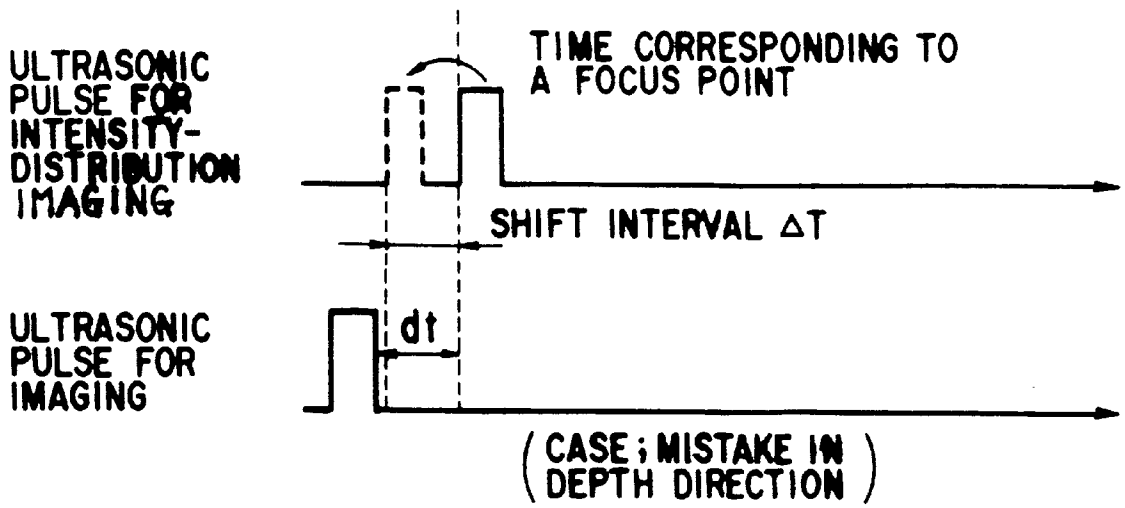 ULTRASONIC
PULSE FOR
INTENSITY-
DISTRIBUTION
IMAGING
TIME CORRESPONDING TO
A FOCUS POINT
SHIFT INTERVAL ΔT
ULTRASONIC
PULSE FOR
IMAGING
dt
(CASE; MISTAKE IN
DEPTH DIRECTION)